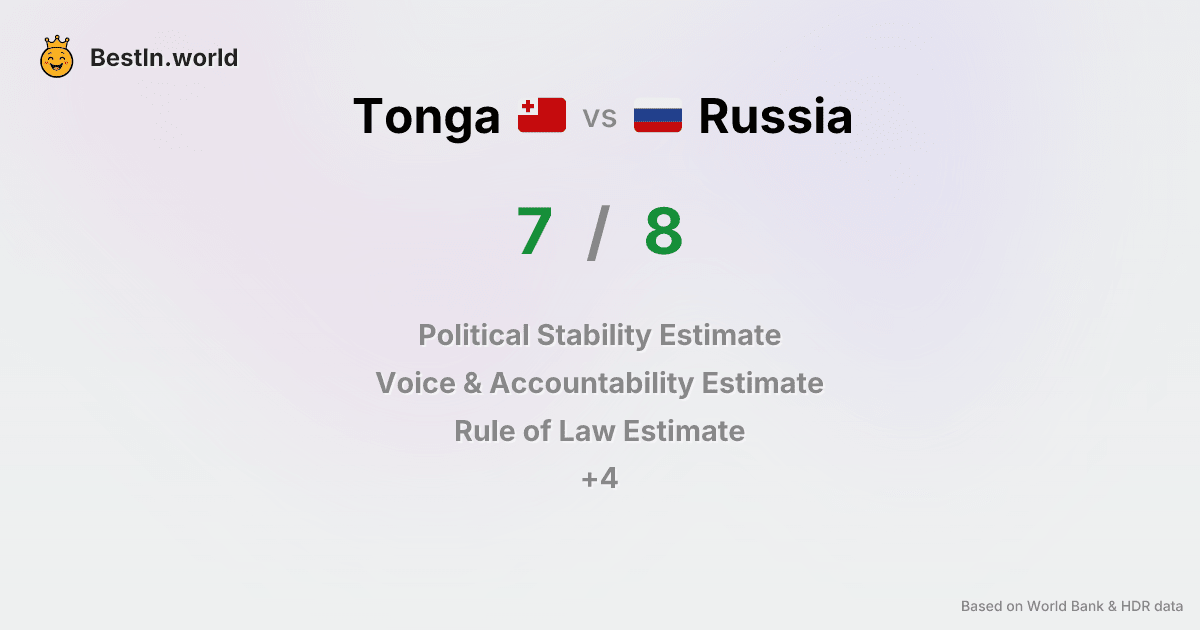 BestIn.world
Tonga vs Russia
7 / 8
Political Stability Estimate
Voice & Accountability Estimate
Rule of Law Estimate
+4
Based on World Bank & HDR data